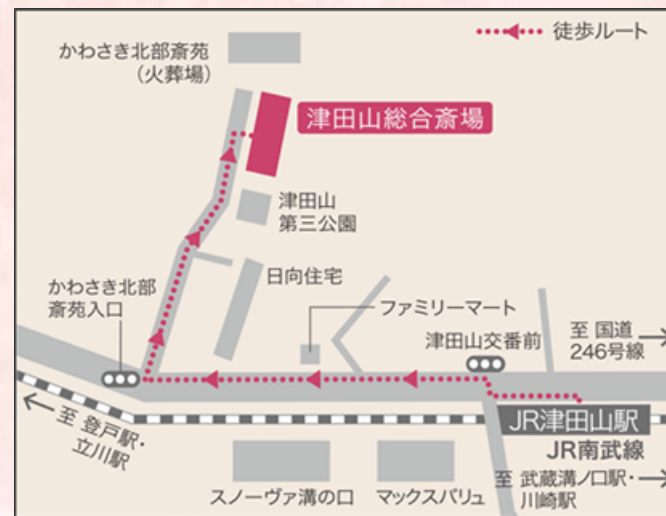 徒歩ルート
かわさき北部斎苑
（火葬場）
津田山総合斎場
津田山
第三公園
日向住宅
かわさき北部
斎苑入口
ファミリーマート
津田山交番前
至 国道
246号線
至 登戸駅・
立川駅
JR津田山駅
JR南武線
スノーヴァ溝の口
マックスバリュ
至 武蔵溝ノ口駅・
川崎駅